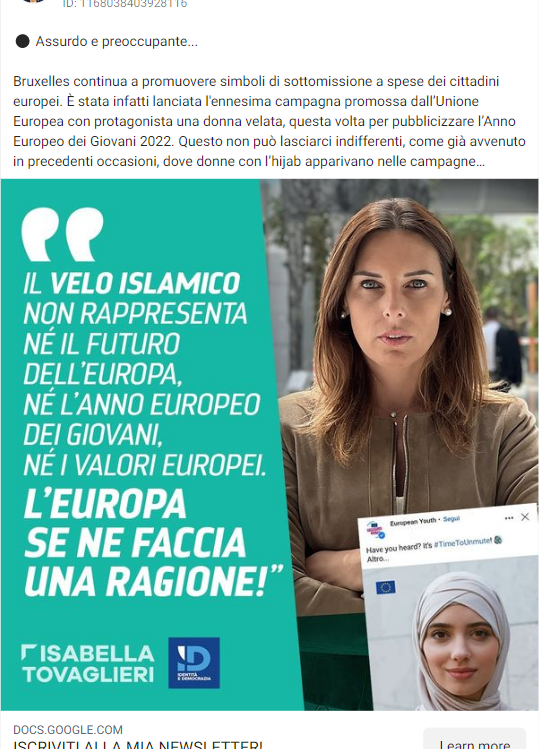 ID: 1168038403928116
Assurdo e preoccupante...
Bruxelles continua a promuovere simboli di sottomissione a spese dei cittadini
europei. È stata infatti lanciata l'ennesima campagna promossa dall'Unione
Europea con protagonista una donna velata, questa volta per pubblicizzare l'Anno
Europeo dei Giovani 2022. Questo non può lasciarci indifferenti, come già avvenuto
in precedenti occasioni, dove donne con l'hijab apparivano nelle campagne...
IL VELO ISLAMICO
NON RAPPRESENTA
NÉ IL FUTURO
DELL'EUROPA,
NÉ L'ANNO EUROPEO
DEI GIOVANI,
NÉ I VALORI EUROPEI.
L'EUROPA
SE NE FACCIA
UNA RAGIONE!”
ISABELLA
TOVAGLIERI
ID
IDENTITÀ
E DEMOCRAZIA
European Youth · Segui
Have you heard? It's #TimeToUnmute!
Altro...
DOCS.GOOGLE.COM
ISCRIVITI ALLA MIA NEWSLETTER!
Learn more